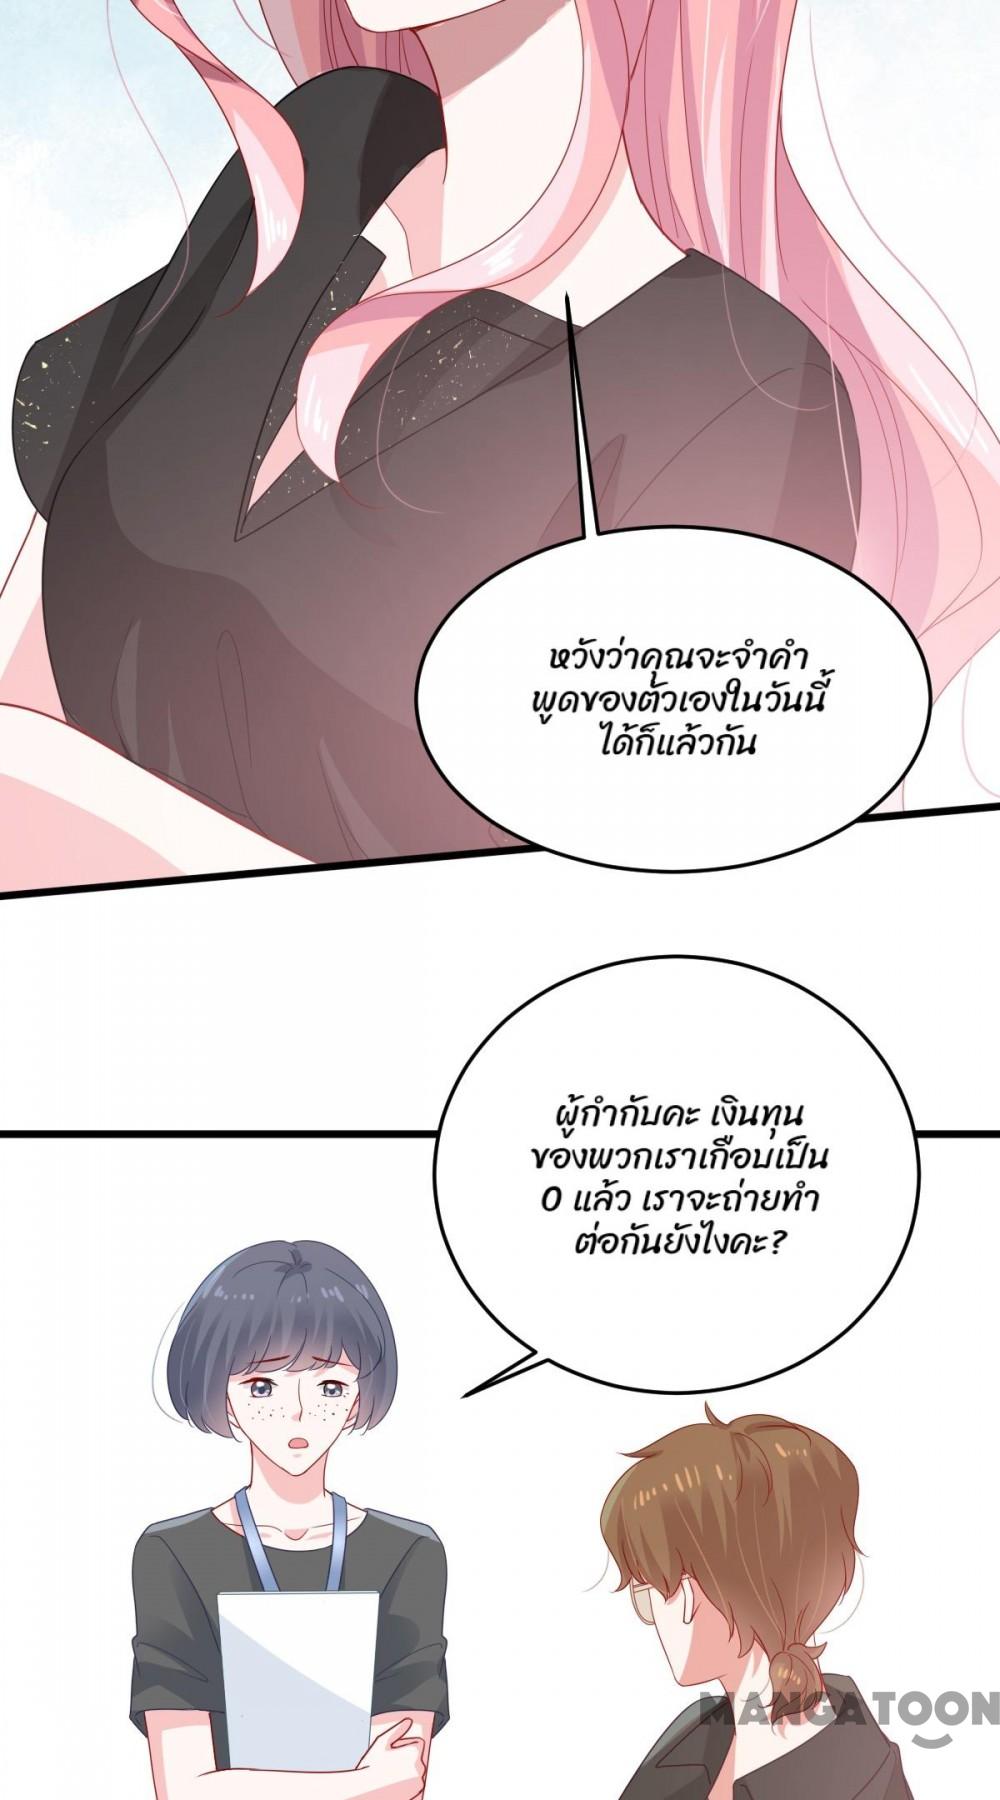 หวังว่าคุณจะจำคำ
พูดของตัวเองในวันนี้
ได้ก็แล้วกัน
ผู้กำกับคะ เงินทุน
ของพวกเราเกือบเป็น
0 แล้ว เราจะถ่ายทำ
ต่อกันยังไงคะ?
MANGATOON